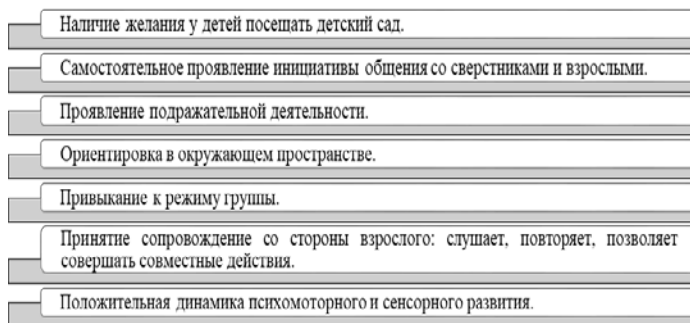 Наличие желания у детей посещать детский сад.
Самостоятельное проявление инициативы общения со сверстниками и взрослыми.
Проявление подражательной деятельности.
Ориентировка в окружающем пространстве.
Привыкание к режиму группы.
Принятие сопровождение со стороны взрослого: слушает, повторяет, позволяет
совершать совместные действия.
Положительная динамика психомоторного и сенсорного развития.